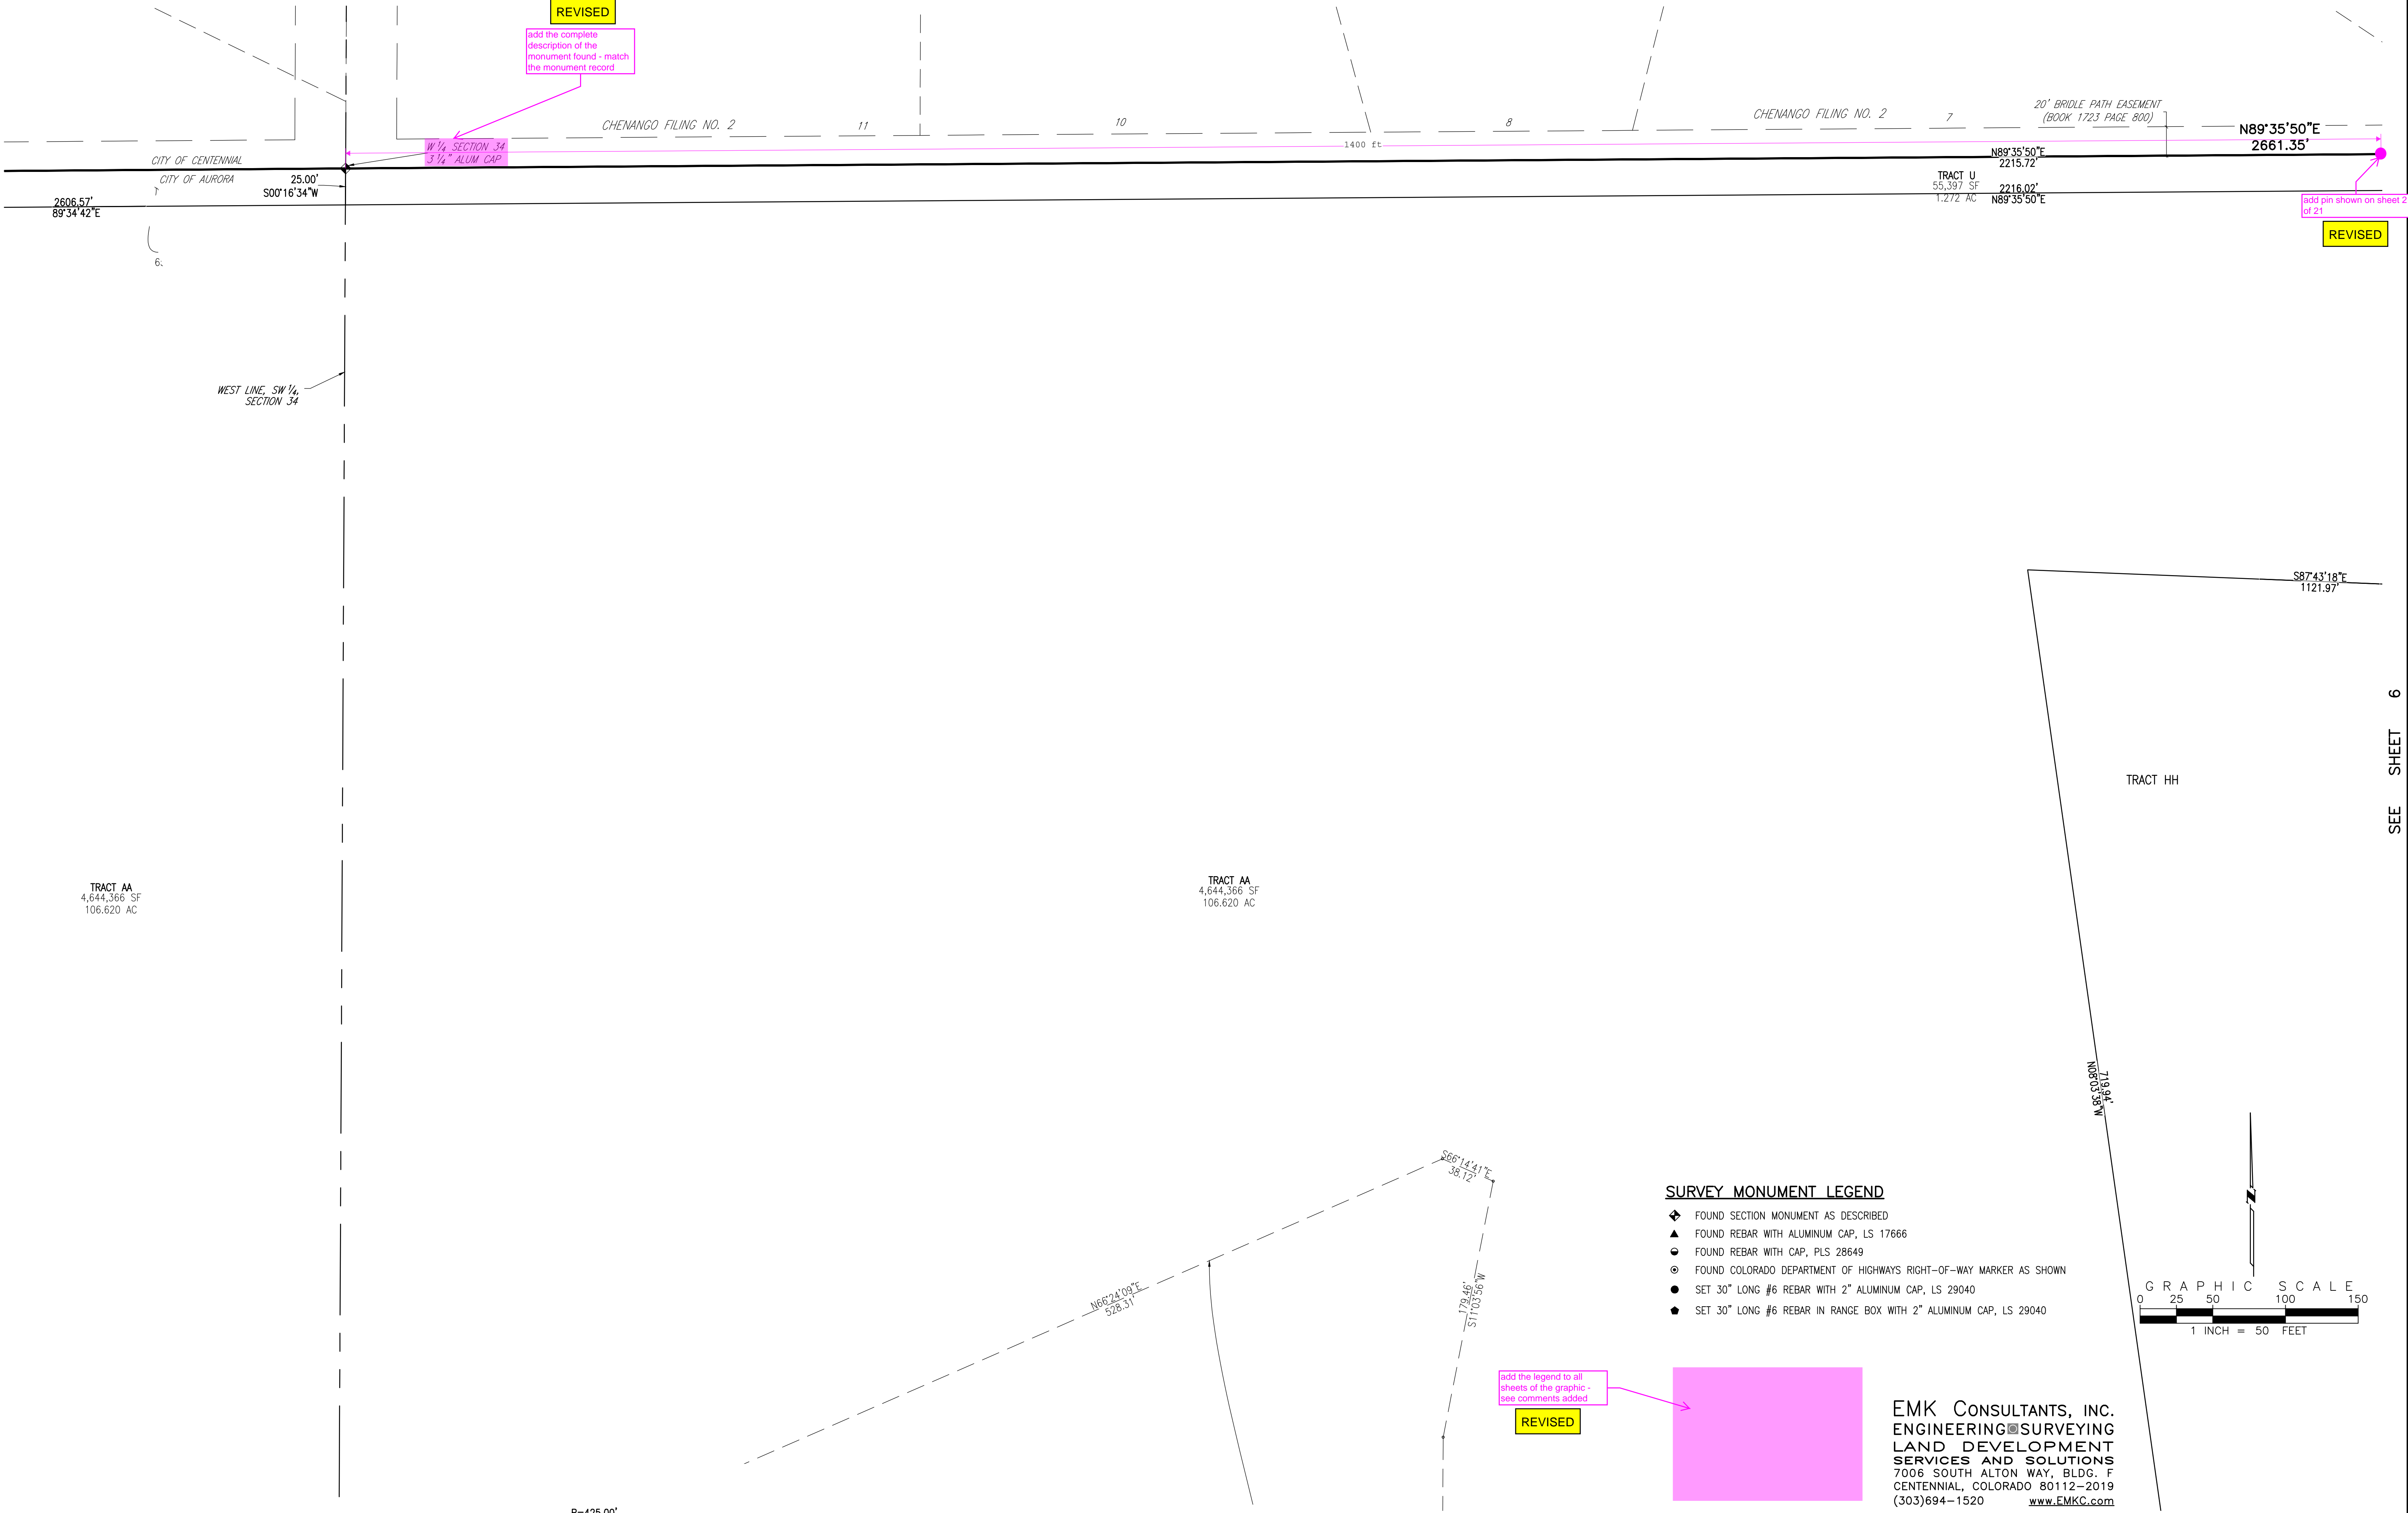 REVISED
add the complete
description of the
monument found - match
the monument record
CHENANGO FILING NO. 2
11
10
8
CHENANGO FILING NO. 2
7
20' BRIDLE PATH EASEMENT
(BOOK 1723 PAGE 800)
N89°35'50"E
2661.35'
W 1/4 SECTION 34
3 1/4" ALUM CAP
1400 ft
CITY OF CENTENNIAL
CITY OF AURORA
25.00'
S00°16'34"W
2606.57'
89°34'42"E
6.
N89°35'50"E
2215.72'
TRACT U
55,397 SF
1.272 AC
2216.02'
N89°35'50"E
add pin shown on sheet 2
of 21
REVISED
WEST LINE, SW 1/4,
SECTION 34
S87°43'18"E
1121.97'
SEE SHEET 6
TRACT HH
TRACT AA
4,644,366 SF
106.620 AC
TRACT AA
4,644,366 SF
106.620 AC
719.94'
N08°03'38"W
S66°14'41"E
38.12'
N66°24'09"E
528.31'
179.46'
S11°03'56"W
SURVEY MONUMENT LEGEND
FOUND SECTION MONUMENT AS DESCRIBED
FOUND REBAR WITH ALUMINUM CAP, LS 17666
FOUND REBAR WITH CAP, PLS 28649
FOUND COLORADO DEPARTMENT OF HIGHWAYS RIGHT-OF-WAY MARKER AS SHOWN
SET 30" LONG #6 REBAR WITH 2" ALUMINUM CAP, LS 29040
SET 30" LONG #6 REBAR IN RANGE BOX WITH 2" ALUMINUM CAP, LS 29040
GRAPHIC SCALE
0 25 50 100 150
1 INCH = 50 FEET
add the legend to all
sheets of the graphic -
see comments added
REVISED
EMK CONSULTANTS, INC.
ENGINEERING SURVEYING
LAND DEVELOPMENT
SERVICES AND SOLUTIONS
7006 SOUTH ALTON WAY, BLDG. F
CENTENNIAL, COLORADO 80112-2019
(303)694-1520 www.EMKC.com
R=425.00'